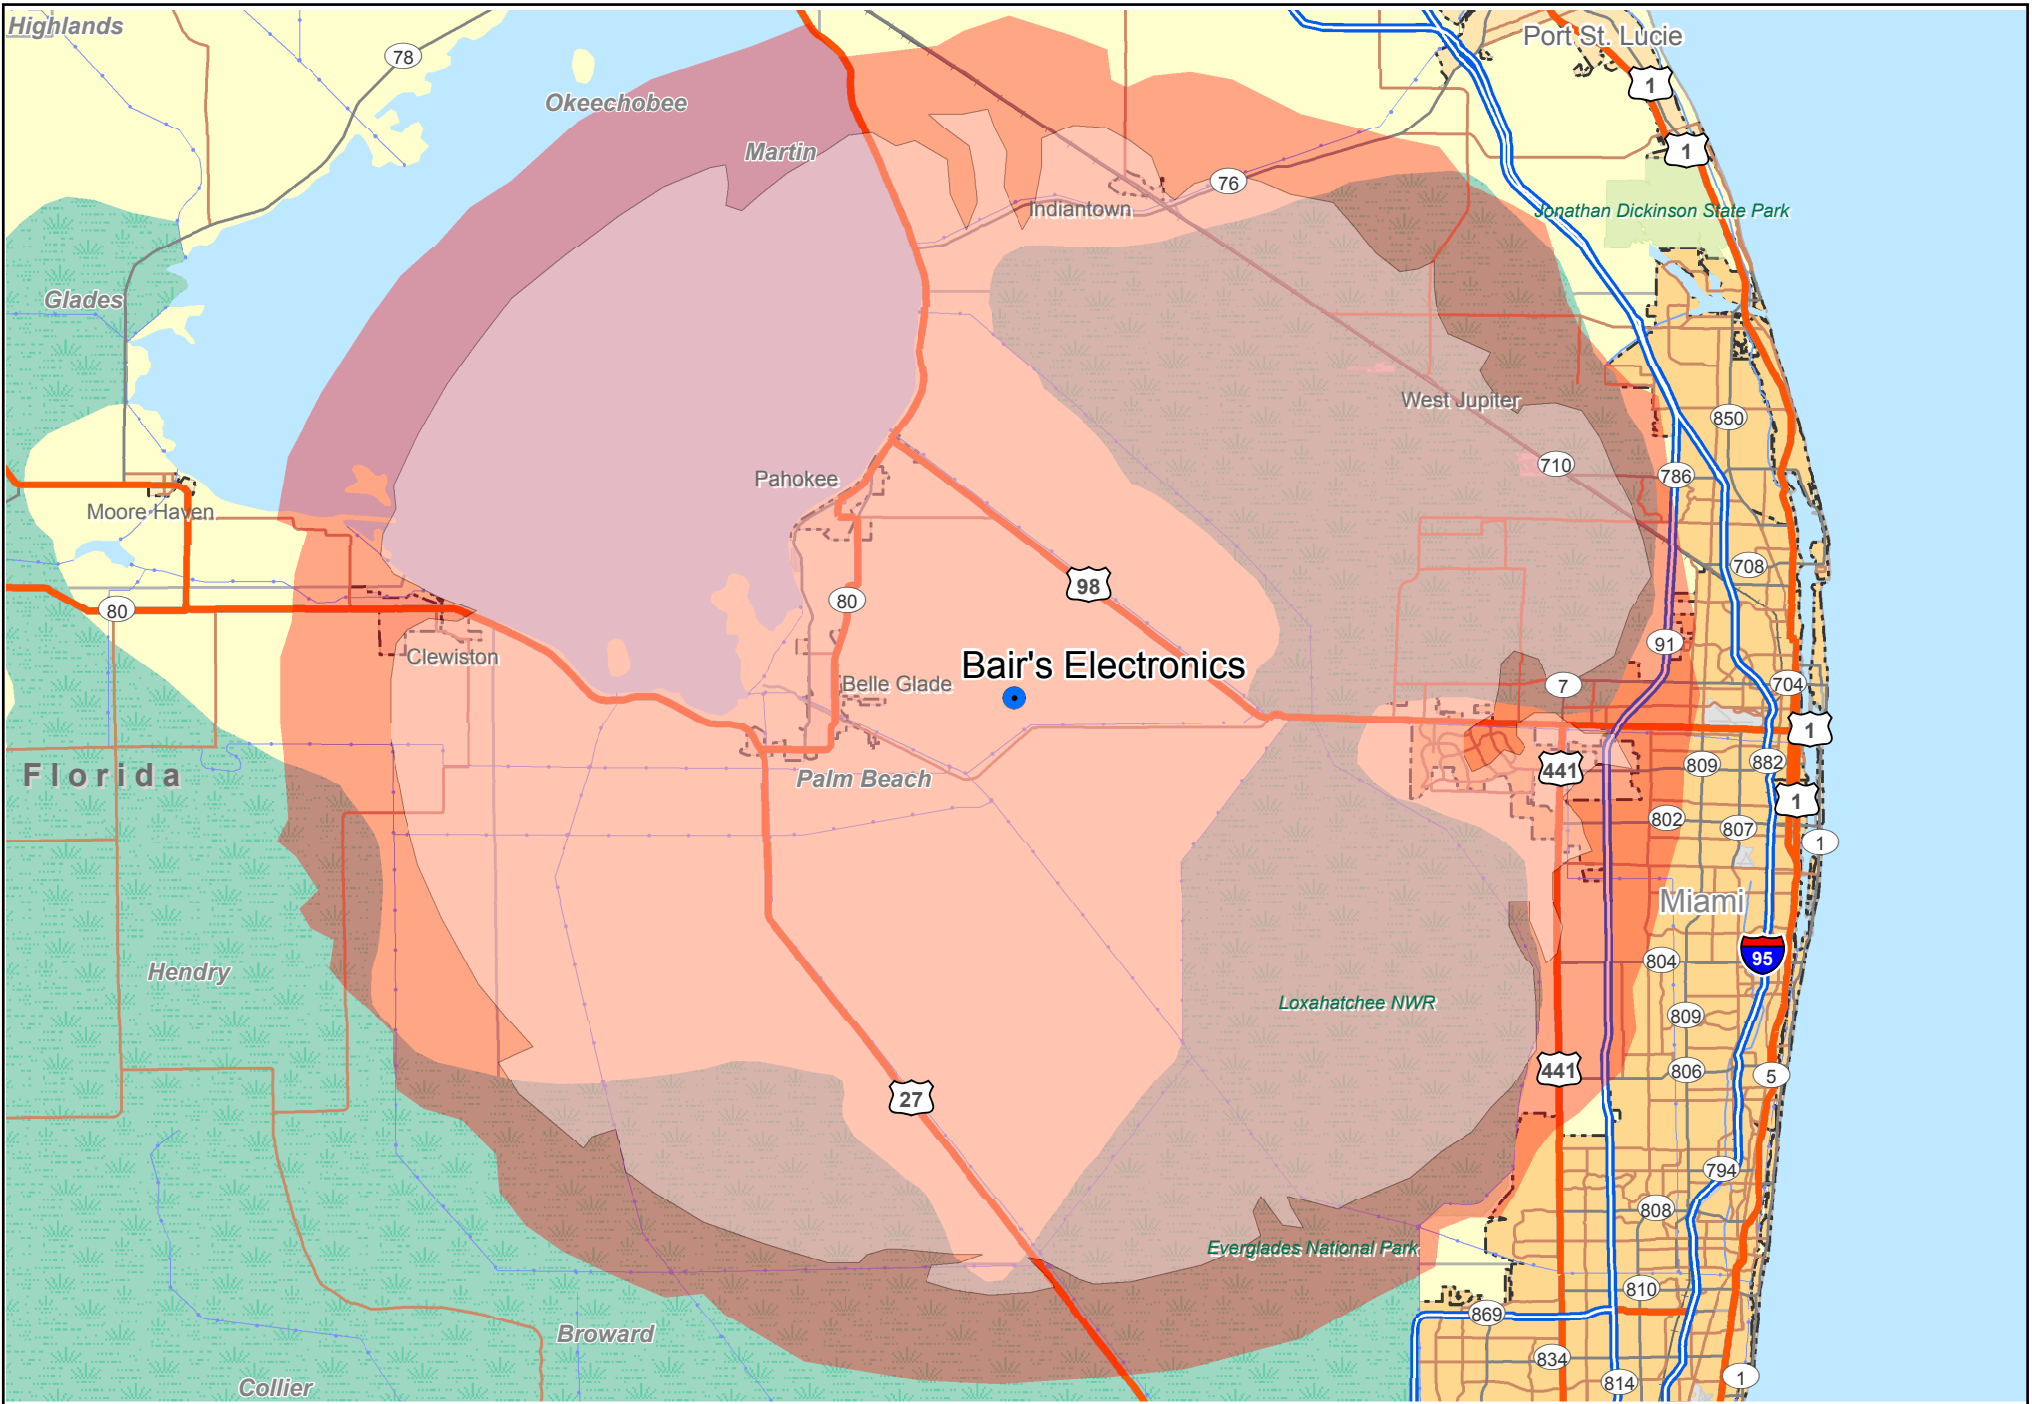 Highlands
78
Okeechobee
Martin
Port St. Lucie
1
1
76
Indiantown
Jonathan Dickinson State Park
Glades
West Jupiter
850
Pahokee
710
786
Moore Haven
98
708
80
80
91
Clewiston
Bair's Electronics
Belle Glade
7
704
1
Florida
Palm Beach
441
809
882
1
802
807
1
Miami
95
804
Hendry
Loxahatchee NWR
809
441
806
5
27
794
808
Everglades National Park
810
869
Broward
834
Collier
814
1